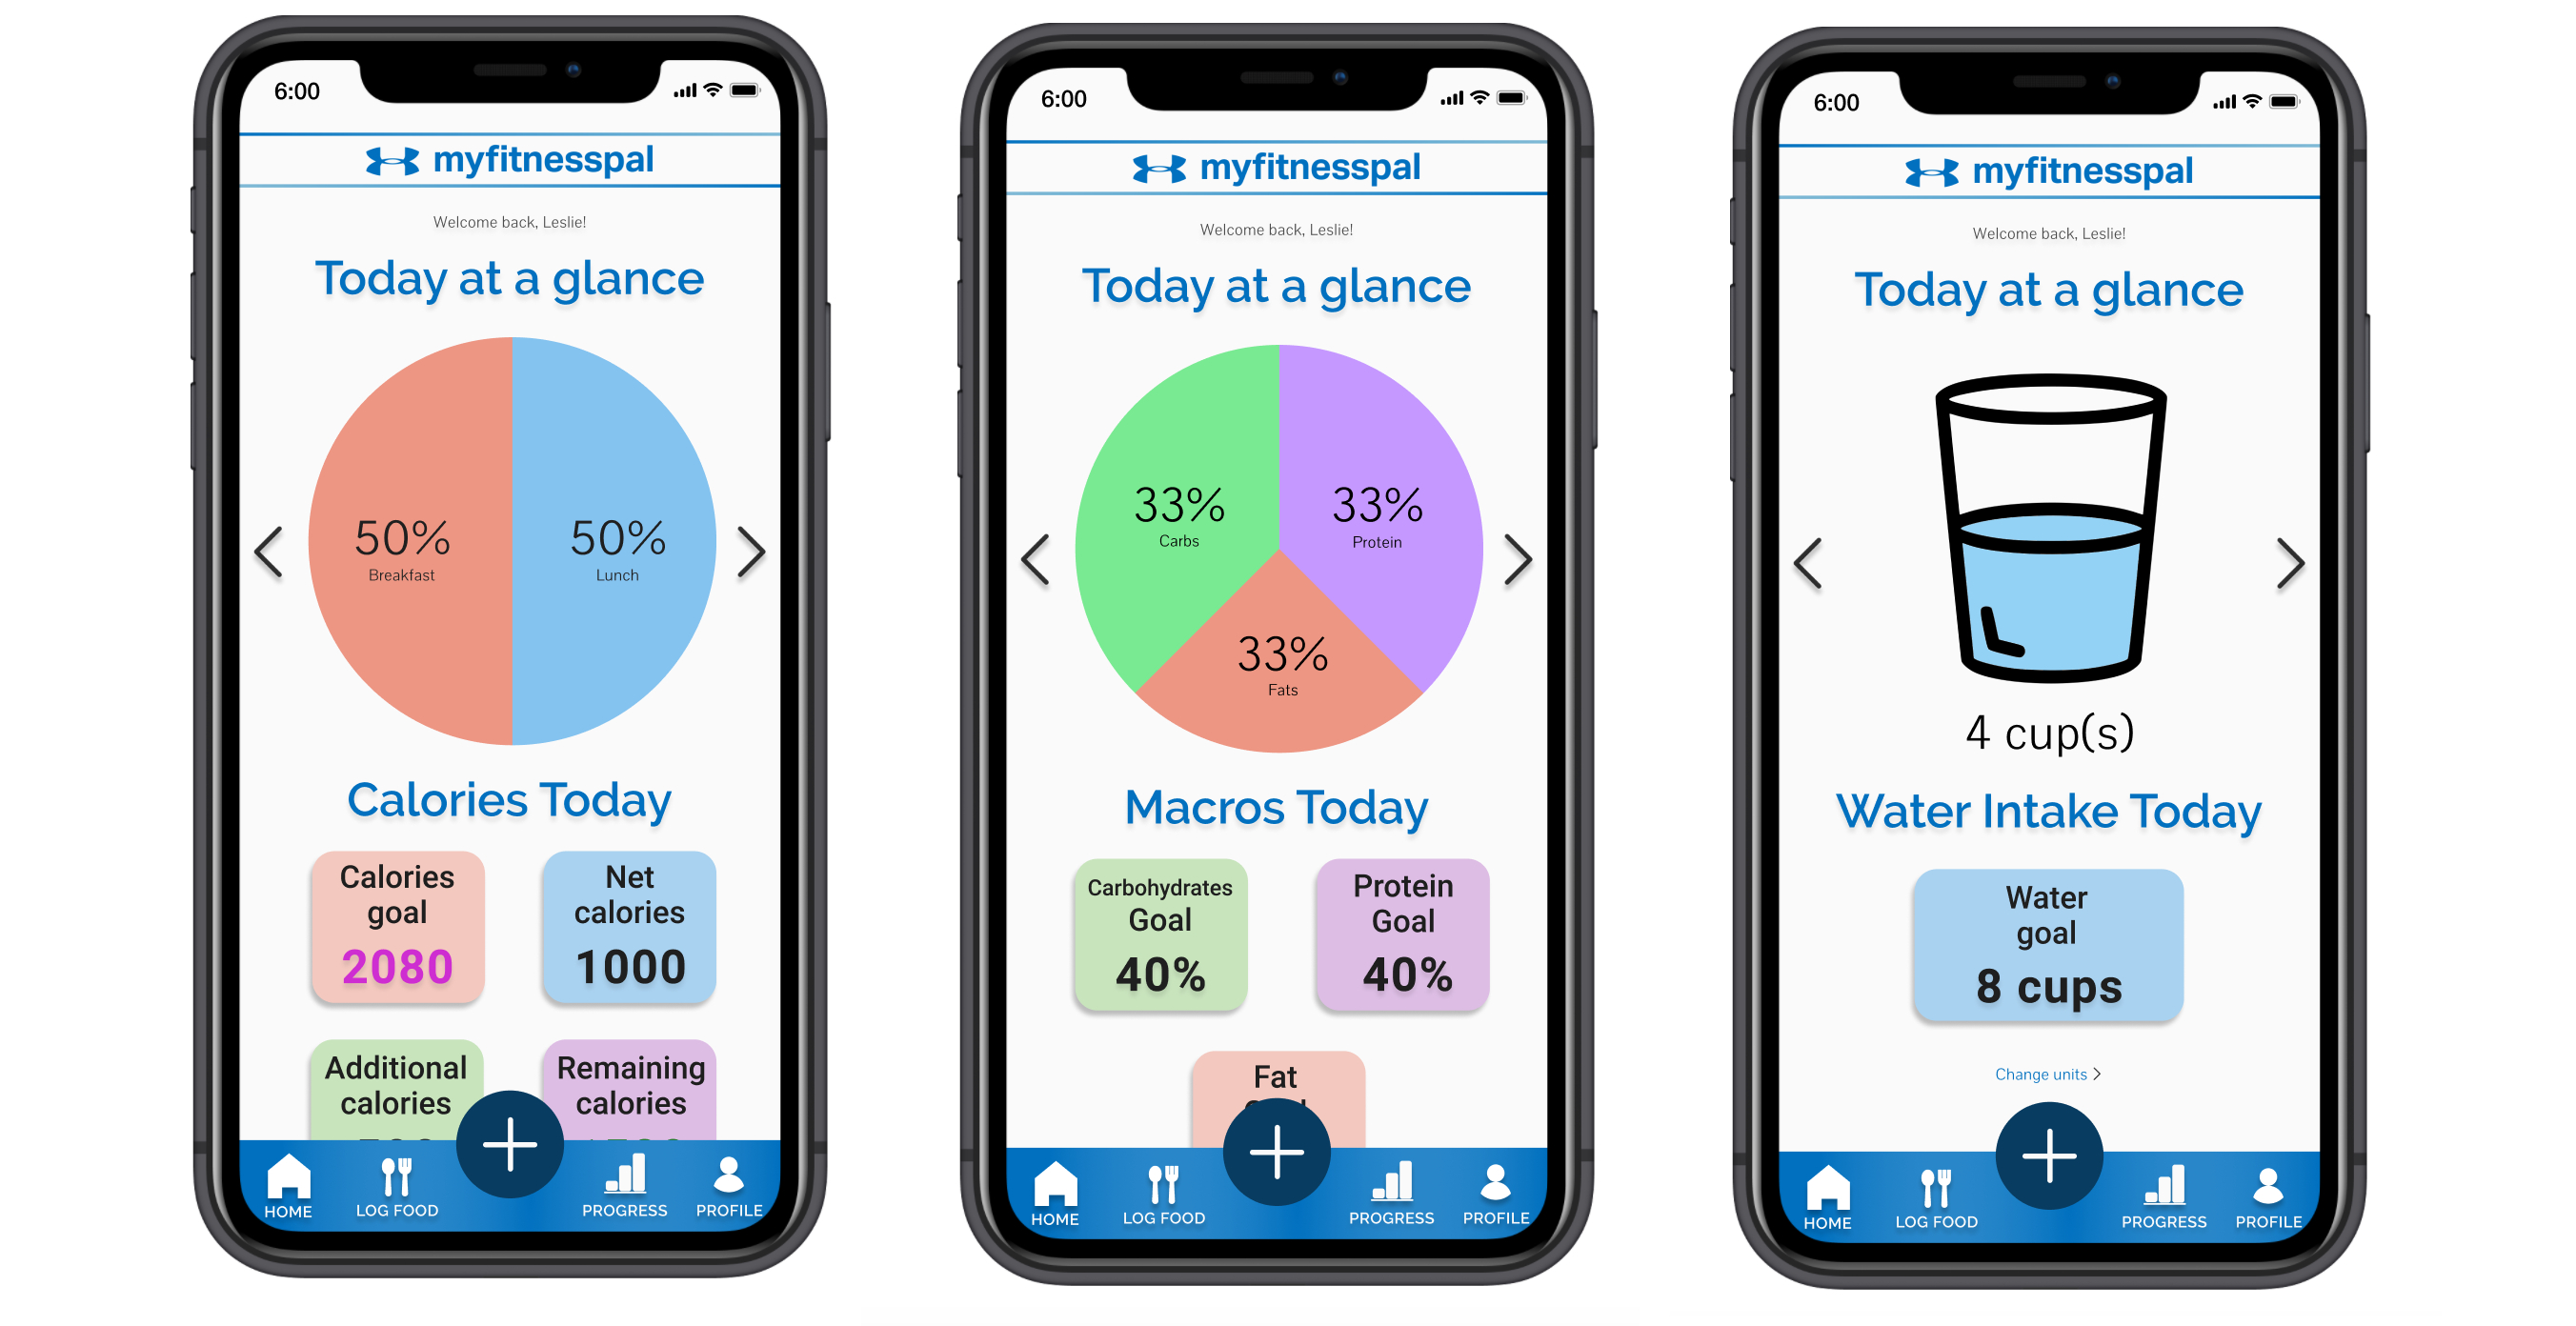 6:00
myfitnesspal
Welcome back, Leslie!
Today at a glance
50%
Breakfast
50%
Lunch
Calories Today
Calories
goal
2080
Net
calories
1000
Additional
calories
Remaining
calories
HOME
LOG FOOD
PROGRESS
PROFILE
6:00
myfitnesspal
Welcome back, Leslie!
Today at a glance
33%
Carbs
33%
Protein
33%
Fats
Macros Today
Carbohydrates
Goal
40%
Protein
Goal
40%
Fat
HOME
LOG FOOD
PROGRESS
PROFILE
6:00
myfitnesspal
Welcome back, Leslie!
Today at a glance
4 cup(s)
Water Intake Today
Water
goal
8 cups
Change units
HOME
LOG FOOD
PROGRESS
PROFILE